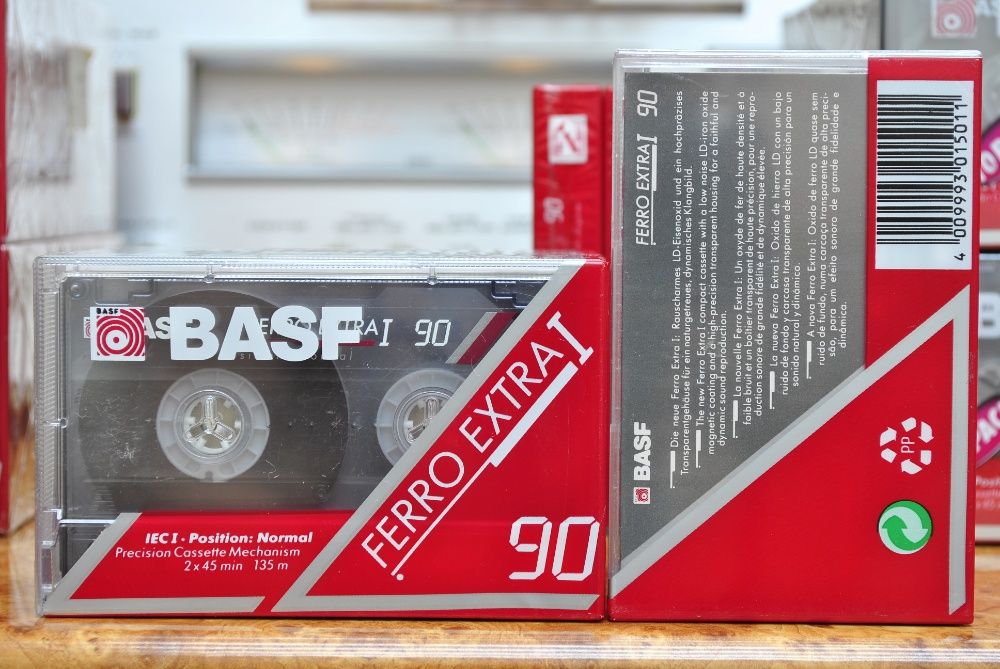 BASF
BASF
FERRO EXTRA I 90
FERRO EXTRA I
90
IEC I · Position: Normal
Precision Cassette Mechanism
2 x 45 min 135 m
90
FERRO EXTRA I 90
BASF
Die neue Ferro Extra I: Rauscharmes LD-Eisenoxid und ein hochpräzises
Transparentgehäuse für ein naturgetreues, dynamisches Klangbild.
The new Ferro Extra I compact cassette with a low noise LD-iron oxide
magnetic coating and a high-precision transparent housing for a faithful and
dynamic sound reproduction.
La nouvelle Ferro Extra I: Un oxyde de fer de haute densité et à
faible bruit et un boîtier transparent de haute précision, pour une repro-
duction sonore de grande fidélité et de dynamique élevée.
La nueva Ferro Extra I: Oxido de hierro LD con un bajo
ruido de fondo y carcasa transparente de alta precisión para un
sonido natural y dinámico.
A nova Ferro Extra I: Oxido de ferro LD quase sem
ruído de fundo, numa carcaça transparente de alta preci-
são, para um efeito sonoro de grande fidelidade e
dinâmica.
4 009993 015011
PP